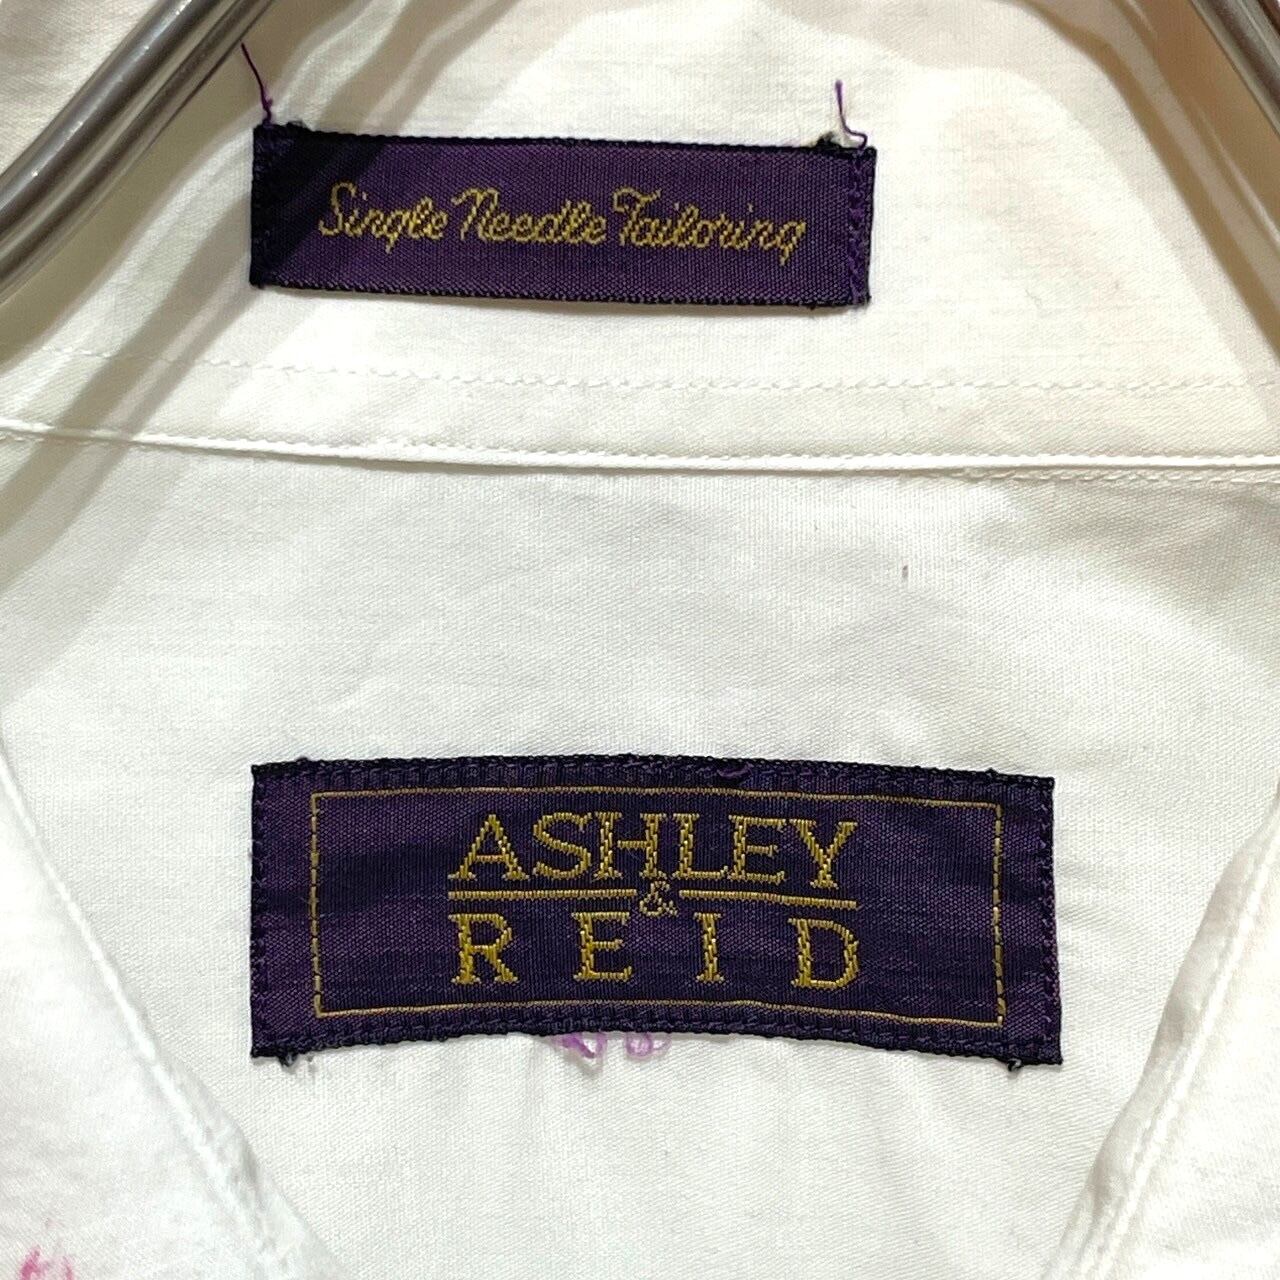 Single Needle Tailoring
ASHLEY
&
REID